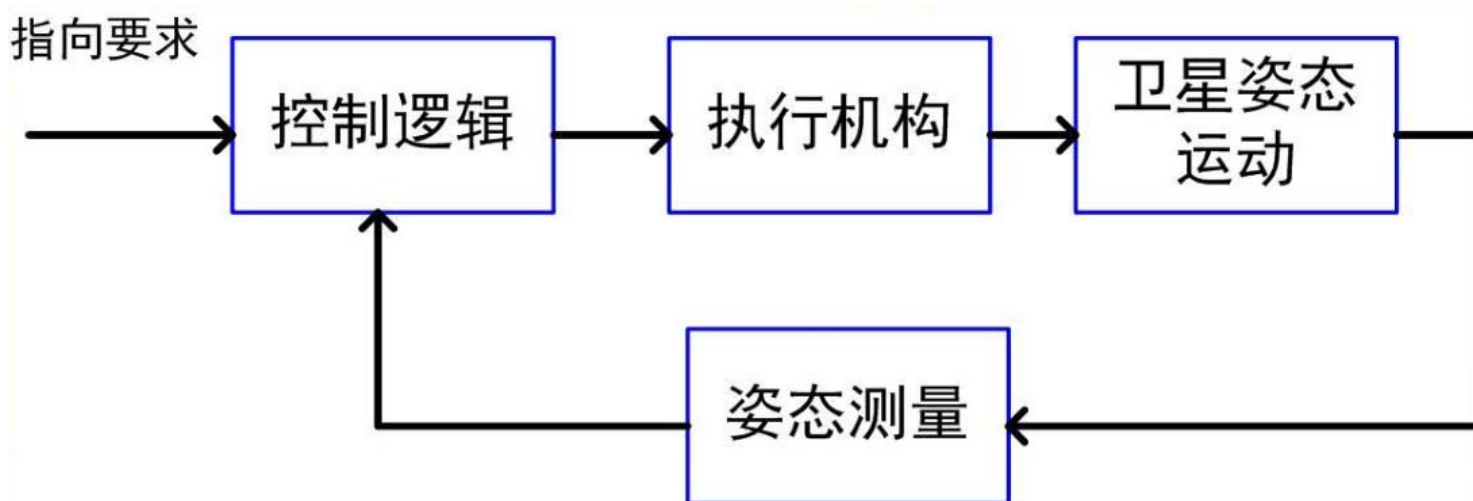 指向要求
控制逻辑
执行机构
卫星姿态
运动
姿态测量